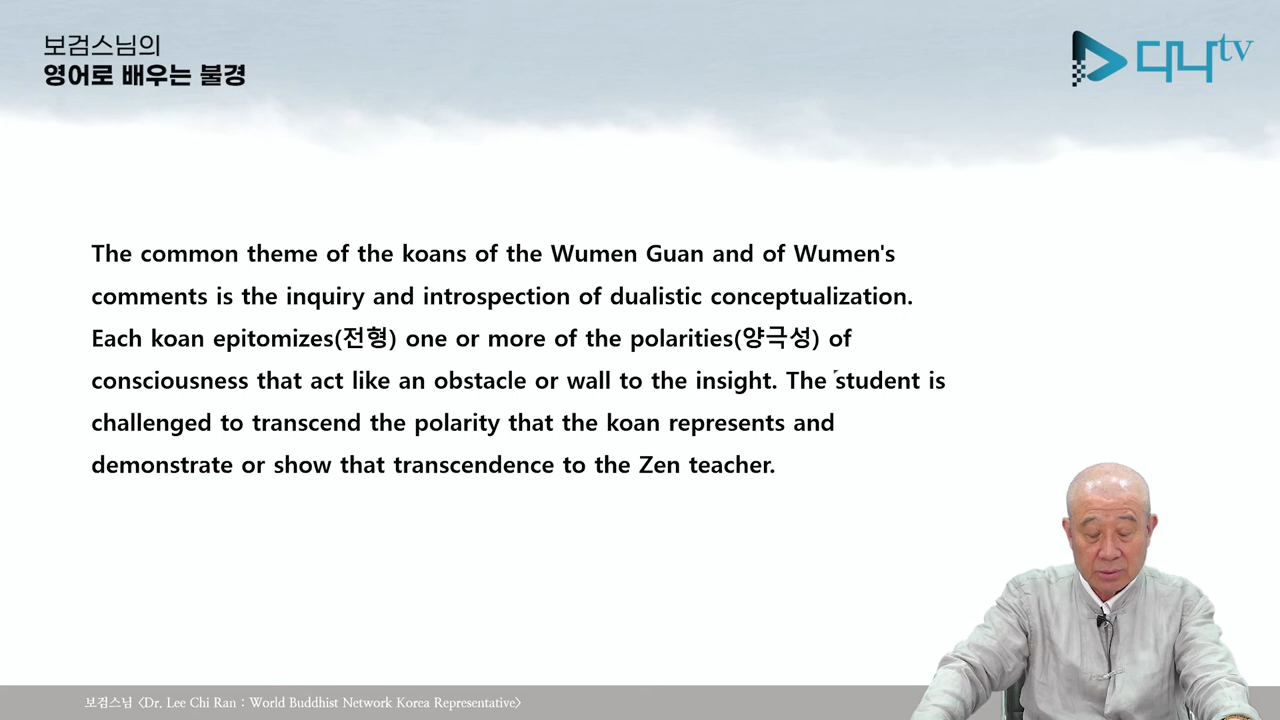 보검스님의
영어로 배우는 불경
다나tv
The common theme of the koans of the Wumen Guan and of Wumen's
comments is the inquiry and introspection of dualistic conceptualization.
Each koan epitomizes(전형) one or more of the polarities(양극성) of
consciousness that act like an obstacle or wall to the insight. The student is
challenged to transcend the polarity that the koan represents and
demonstrate or show that transcendence to the Zen teacher.
보검스님 <Dr. Lee Chi Ran : World Buddhist Network Korea Representative>